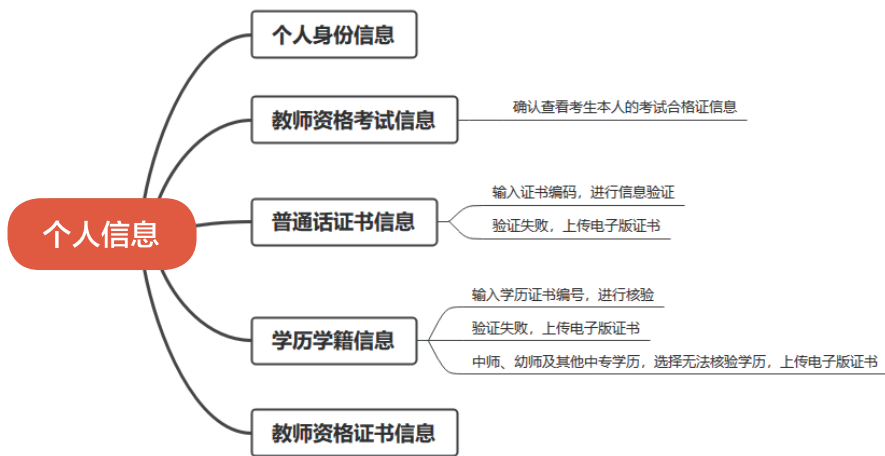 个人信息
个人身份信息
教师资格考试信息
确认查看考生本人的考试合格证信息
普通话证书信息
输入证书编码，进行信息验证
验证失败，上传电子版证书
学历学籍信息
输入学历证书编号，进行核验
验证失败，上传电子版证书
中师、幼师及其他中专学历，选择无法核验学历，上传电子版证书
教师资格证书信息